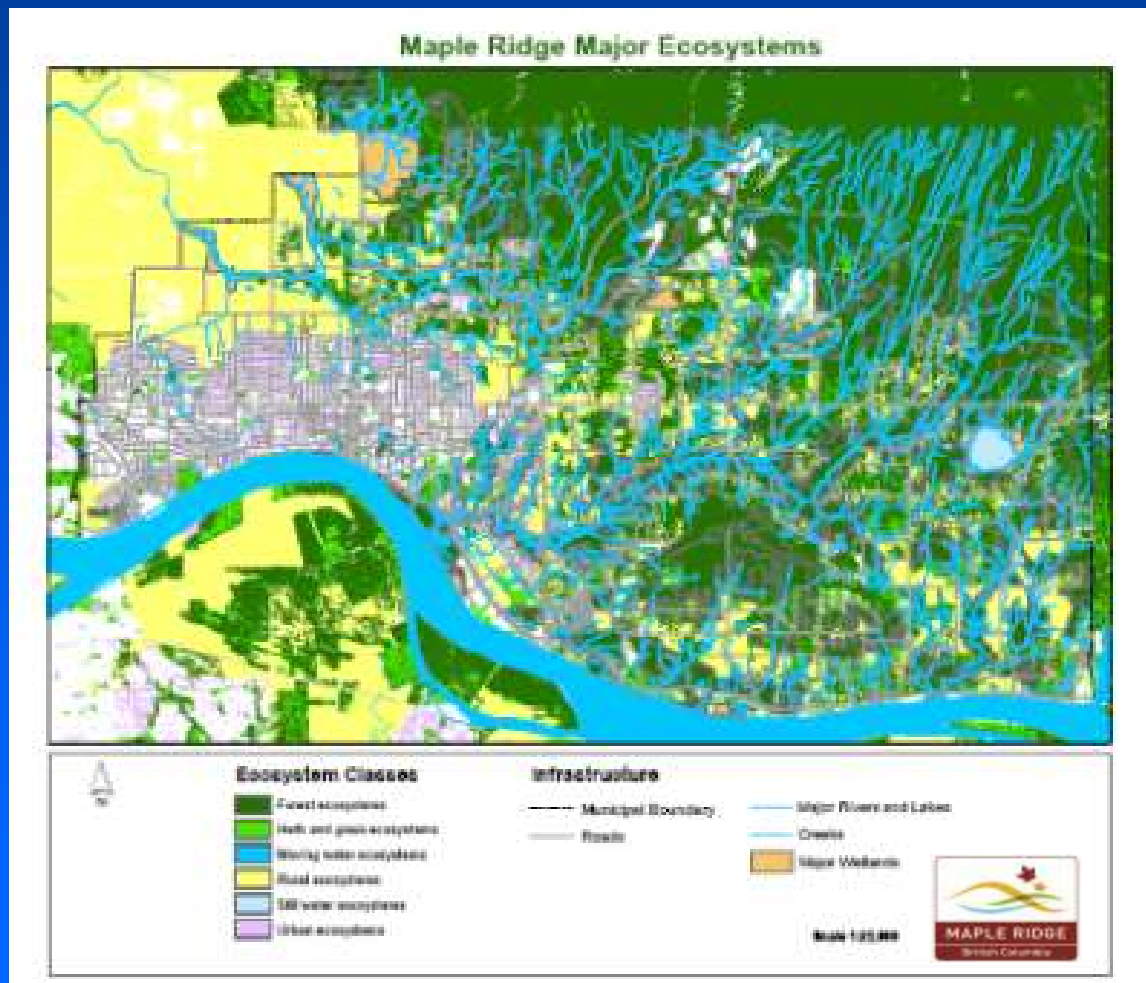 Maple Ridge Major Ecosystems
Ecosystem Classes
Forest ecosystems
Herb and grass ecosystems
Moving water ecosystems
Rural ecosystems
Still water ecosystems
Urban ecosystems
Infrastructure
Municipal Boundary
Roads
Major Rivers and Lakes
Creeks
Major Wetlands
Scale
MAPLE RIDGE
British Columbia